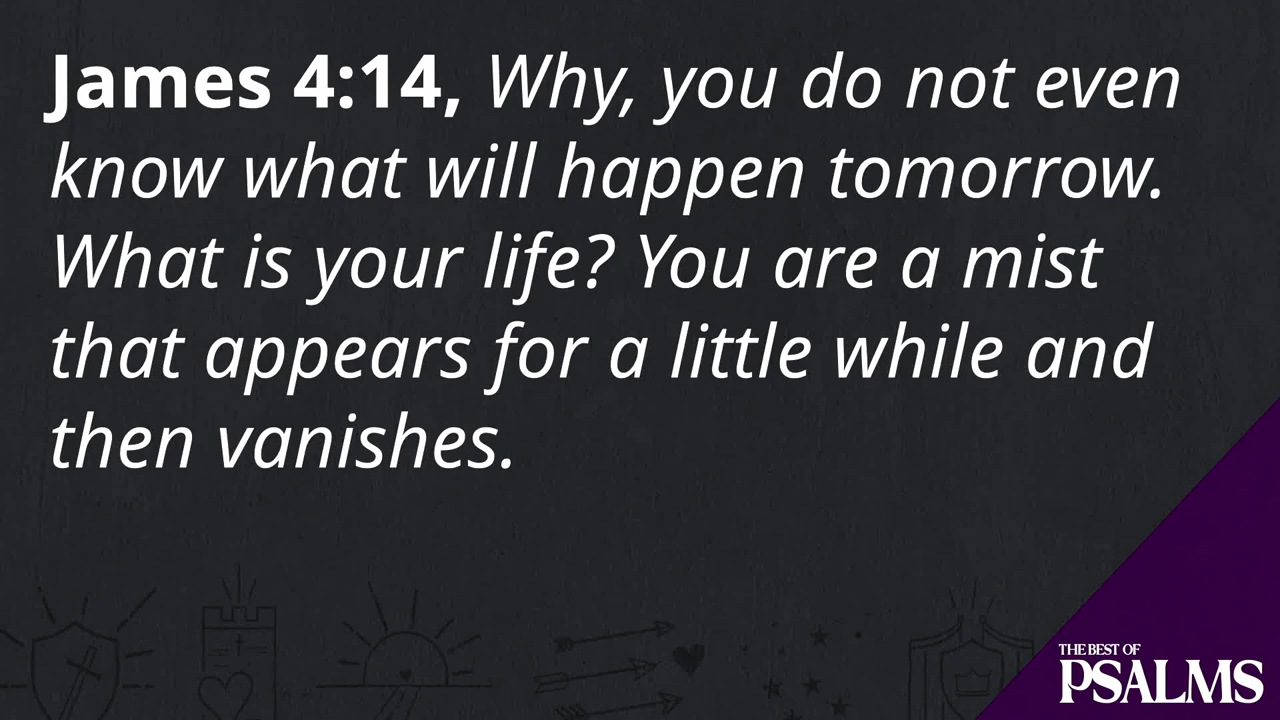 James 4:14, Why, you do not even
know what will happen tomorrow.
What is your life? You are a mist
that appears for a little while and
then vanishes.
THE BEST OF
PSALMS